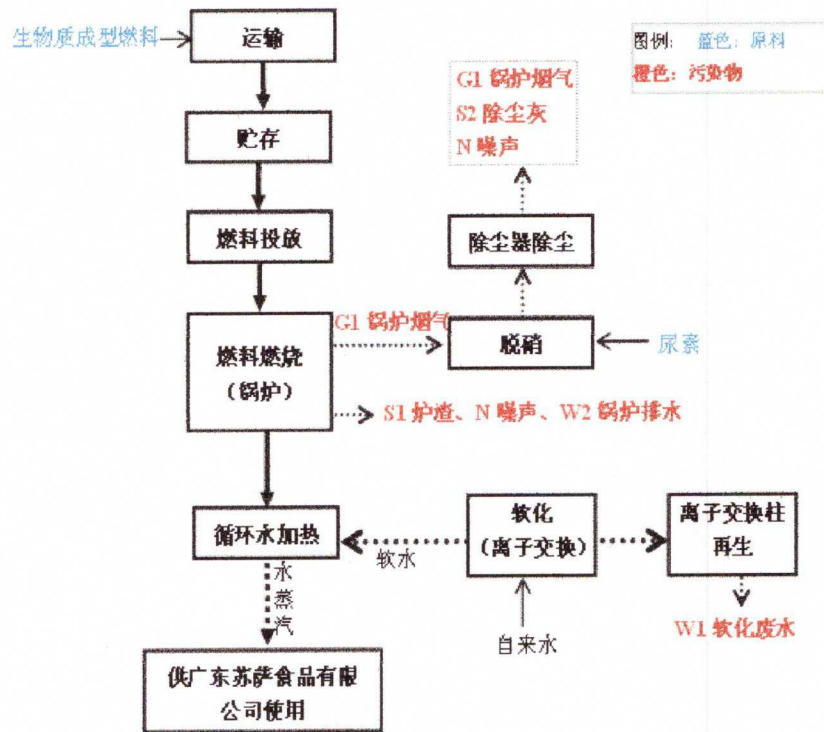 生物质成型燃料
运输
图例： 蓝色：原料
橙色：污染物
G1 锅炉烟气
S2 除尘灰
N 噪声
贮存
燃料投放
除尘器除尘
G1 锅炉烟气
燃料燃烧
（锅炉）
脱硝
尿素
S1 炉渣、N 噪声、W2 锅炉排水
循环水加热
软水
软化
（离子交换）
离子交换柱
再生
水
蒸
汽
自来水
W1 软化废水
供广东苏萨食品有限
公司使用